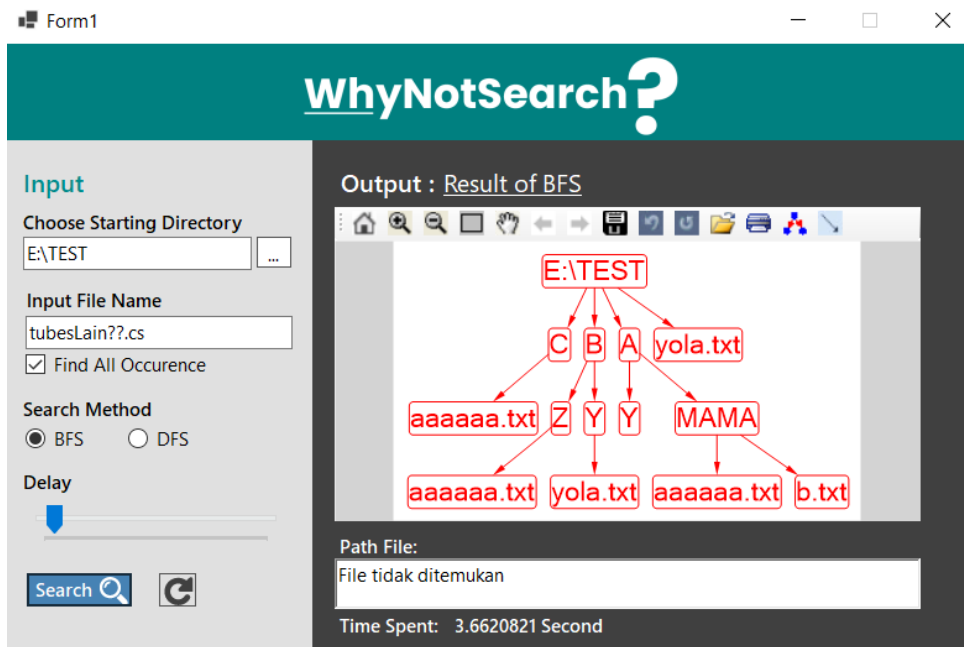 Form1
WhyNotSearch?
Input
Choose Starting Directory
E:\TEST
...
Input File Name
tubesLain??.cs
Find All Occurence
Search Method
BFS DFS
Delay
Search
Output : Result of BFS
E:\TEST
C B A yola.txt
aaaaaa.txt Z Y Y MAMA
aaaaaa.txt yola.txt aaaaaa.txt b.txt
Path File:
File tidak ditemukan
Time Spent: 3.6620821 Second